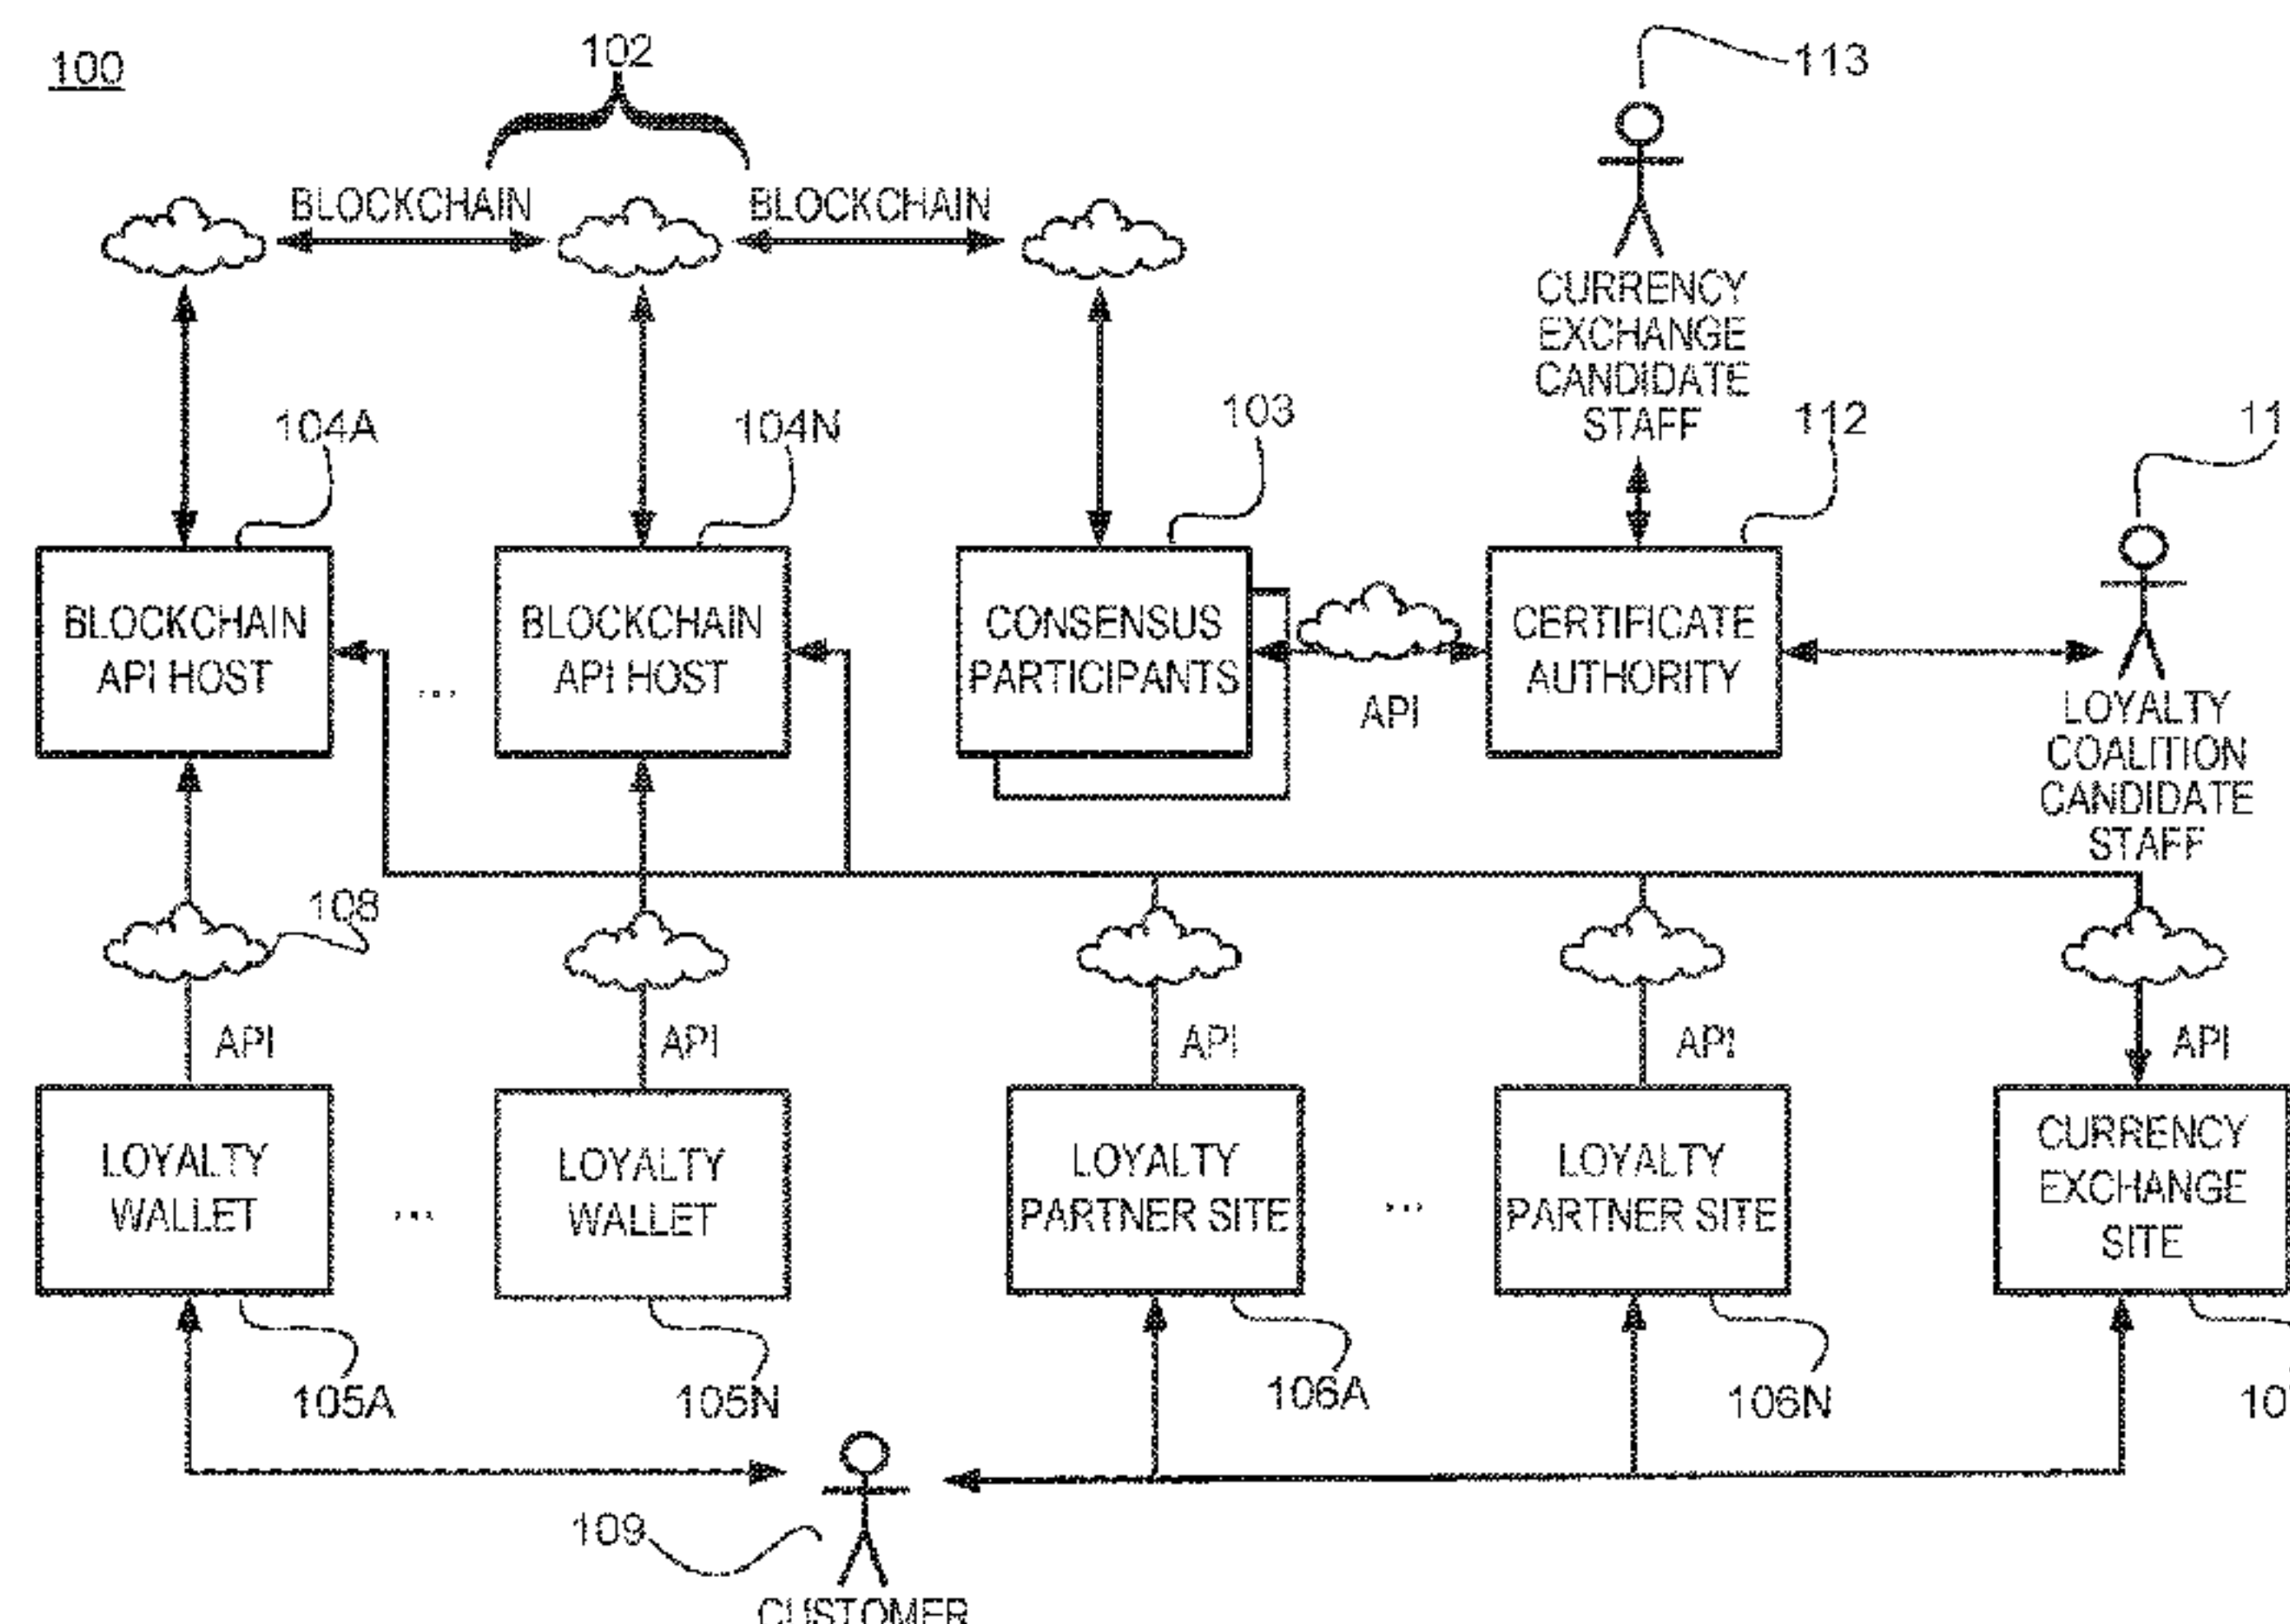 100
102
113
BLOCKCHAIN
BLOCKCHAIN
CURRENCY
EXCHANGE
CANDIDATE
STAFF
104A
104N
103
112
11
BLOCKCHAIN
API HOST
...
BLOCKCHAIN
API HOST
CONSENSUS
PARTICIPANTS
API
CERTIFICATE
AUTHORITY
LOYALTY
COALITION
CANDIDATE
STAFF
108
API
API
API
API
API
LOYALTY
WALLET
...
LOYALTY
WALLET
LOYALTY
PARTNER SITE
...
LOYALTY
PARTNER SITE
CURRENCY
EXCHANGE
SITE
105A
105N
106A
106N
10
109
CUSTOMER